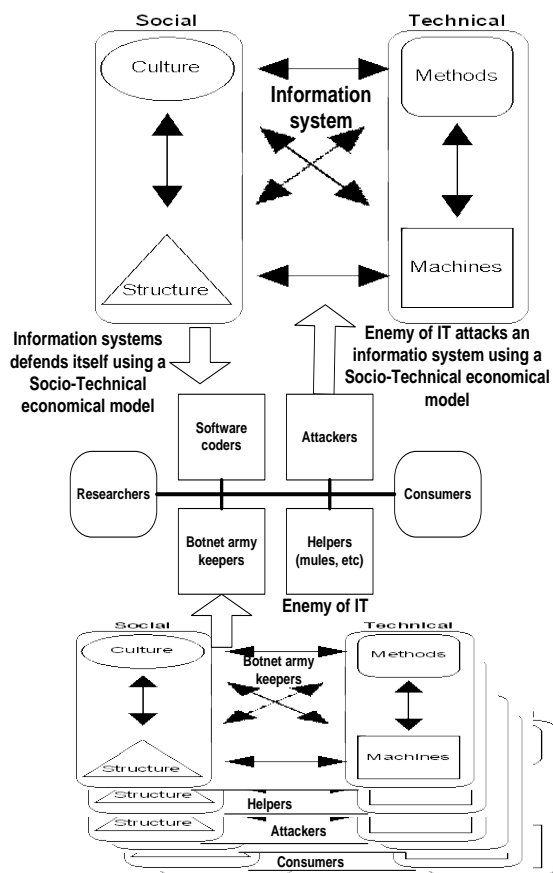 Social
Technical
Culture
Methods
Information
system
Structure
Machines
Information systems
defends itself using a
Socio-Technical
economical model
Enemy of IT attacks an
informatio system using a
Socio-Technical economical
model
Software
coders
Attackers
Researchers
Consumers
Botnet army
keepers
Helpers
(mules, etc)
Enemy of IT
Social
Technical
Culture
Methods
Botnet army
keepers
Structure
Machines
Structure
Helpers
Structure
Attackers
Consumers